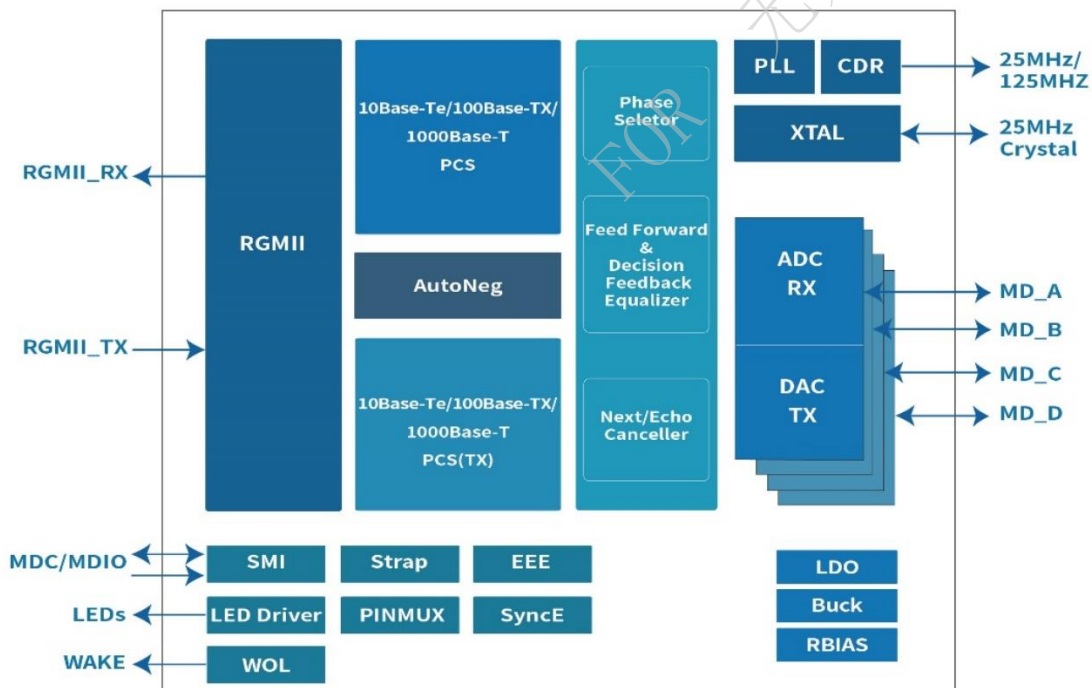 PLL
CDR
25MHz/
125MHZ
XTAL
25MHz
Crystal
RGMII_RX
RGMII_TX
RGMII
10Base-Te/100Base-TX/
1000Base-T
PCS
AutoNeg
10Base-Te/100Base-TX/
1000Base-T
PCS(TX)
Phase
Seletor
Feed Forward
&
Decision
Feedback
Equalizer
Next/Echo
Canceller
ADC
RX
DAC
TX
MD_A
MD_B
MD_C
MD_D
MDC/MDIO
SMI
Strap
EEE
LEDs
LED Driver
PINMUX
SyncE
WAKE
WOL
LDO
Buck
RBIAS
FOR